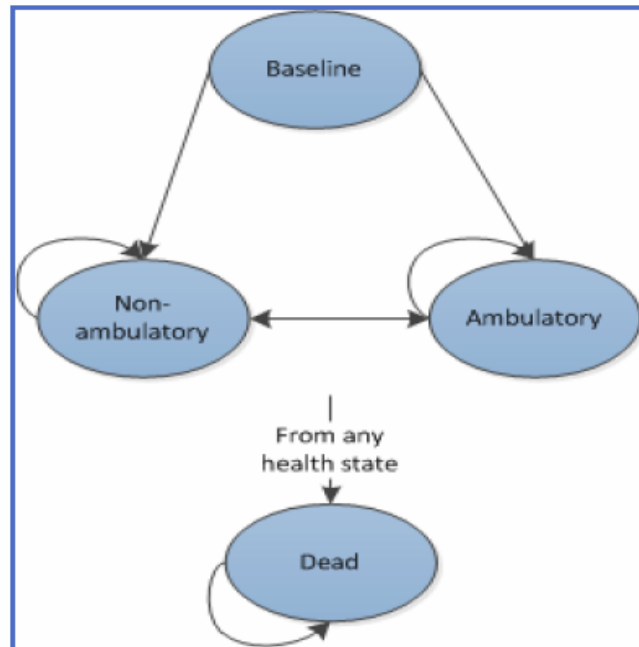 Baseline
Non-
ambulatory
Ambulatory
From any
health state
Dead